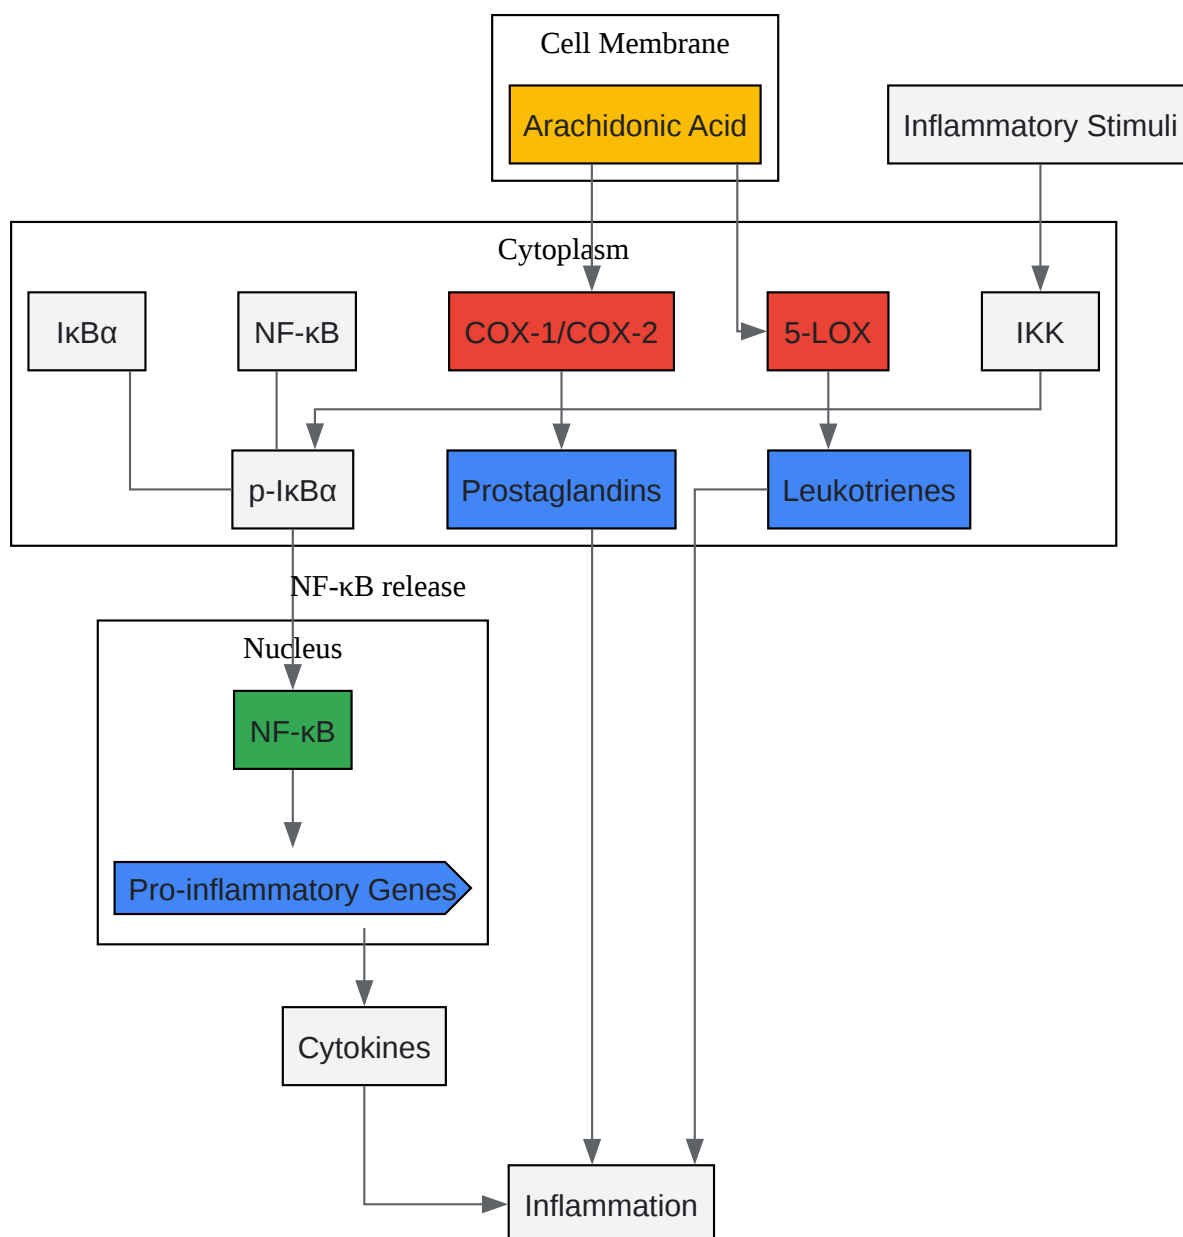 Cell Membrane
Arachidonic Acid
Inflammatory Stimuli
Cytoplasm
IκBα
NF-κB
COX-1/COX-2
5-LOX
IKK
p-IκBα
Prostaglandins
Leukotrienes
NF-κB release
Nucleus
NF-κB
Pro-inflammatory Genes
Cytokines
Inflammation